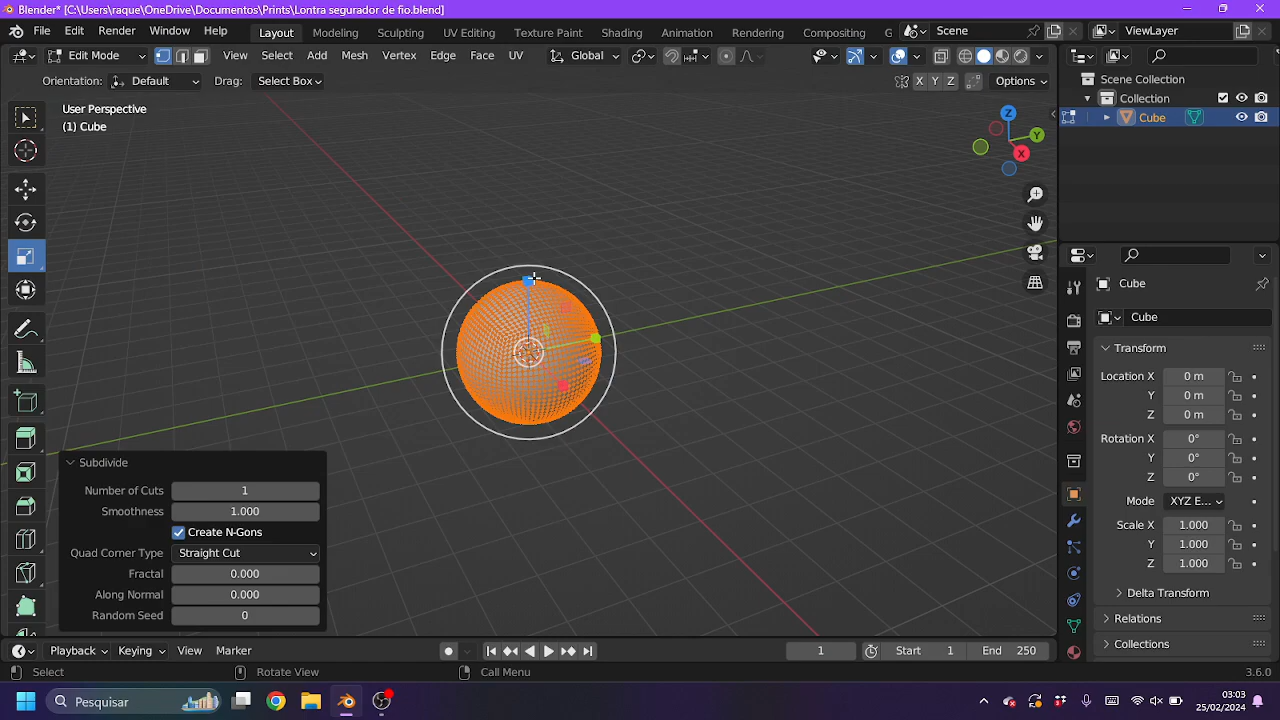 Blender* [C:\Users\raque\OneDrive\Documentos\Prints\Lontra segurador de fio.blend]
File Edit Render Window Help Layout Modeling Sculpting UV Editing Texture Paint Shading Animation Rendering Compositing G Scene ViewLayer
Edit Mode View Select Add Mesh Vertex Edge Face UV Global
Orientation: Default Drag: Select Box X Y Z Options
User Perspective
(1) Cube
Z
Y
X
Scene Collection
Collection
Cube
Cube
Cube
Transform
Location X 0 m
Y 0 m
Z 0 m
Rotation X 0°
Y 0°
Z 0°
Mode XYZ E...
Scale X 1.000
Y 1.000
Z 1.000
Delta Transform
Relations
Collections
Subdivide
Number of Cuts 1
Smoothness 1.000
Create N-Gons
Quad Corner Type Straight Cut
Fractal 0.000
Along Normal 0.000
Random Seed 0
Playback Keying View Marker 1 Start 1 End 250
Select Rotate View Call Menu 3.6.0
Pesquisar 03:03
25/02/2024